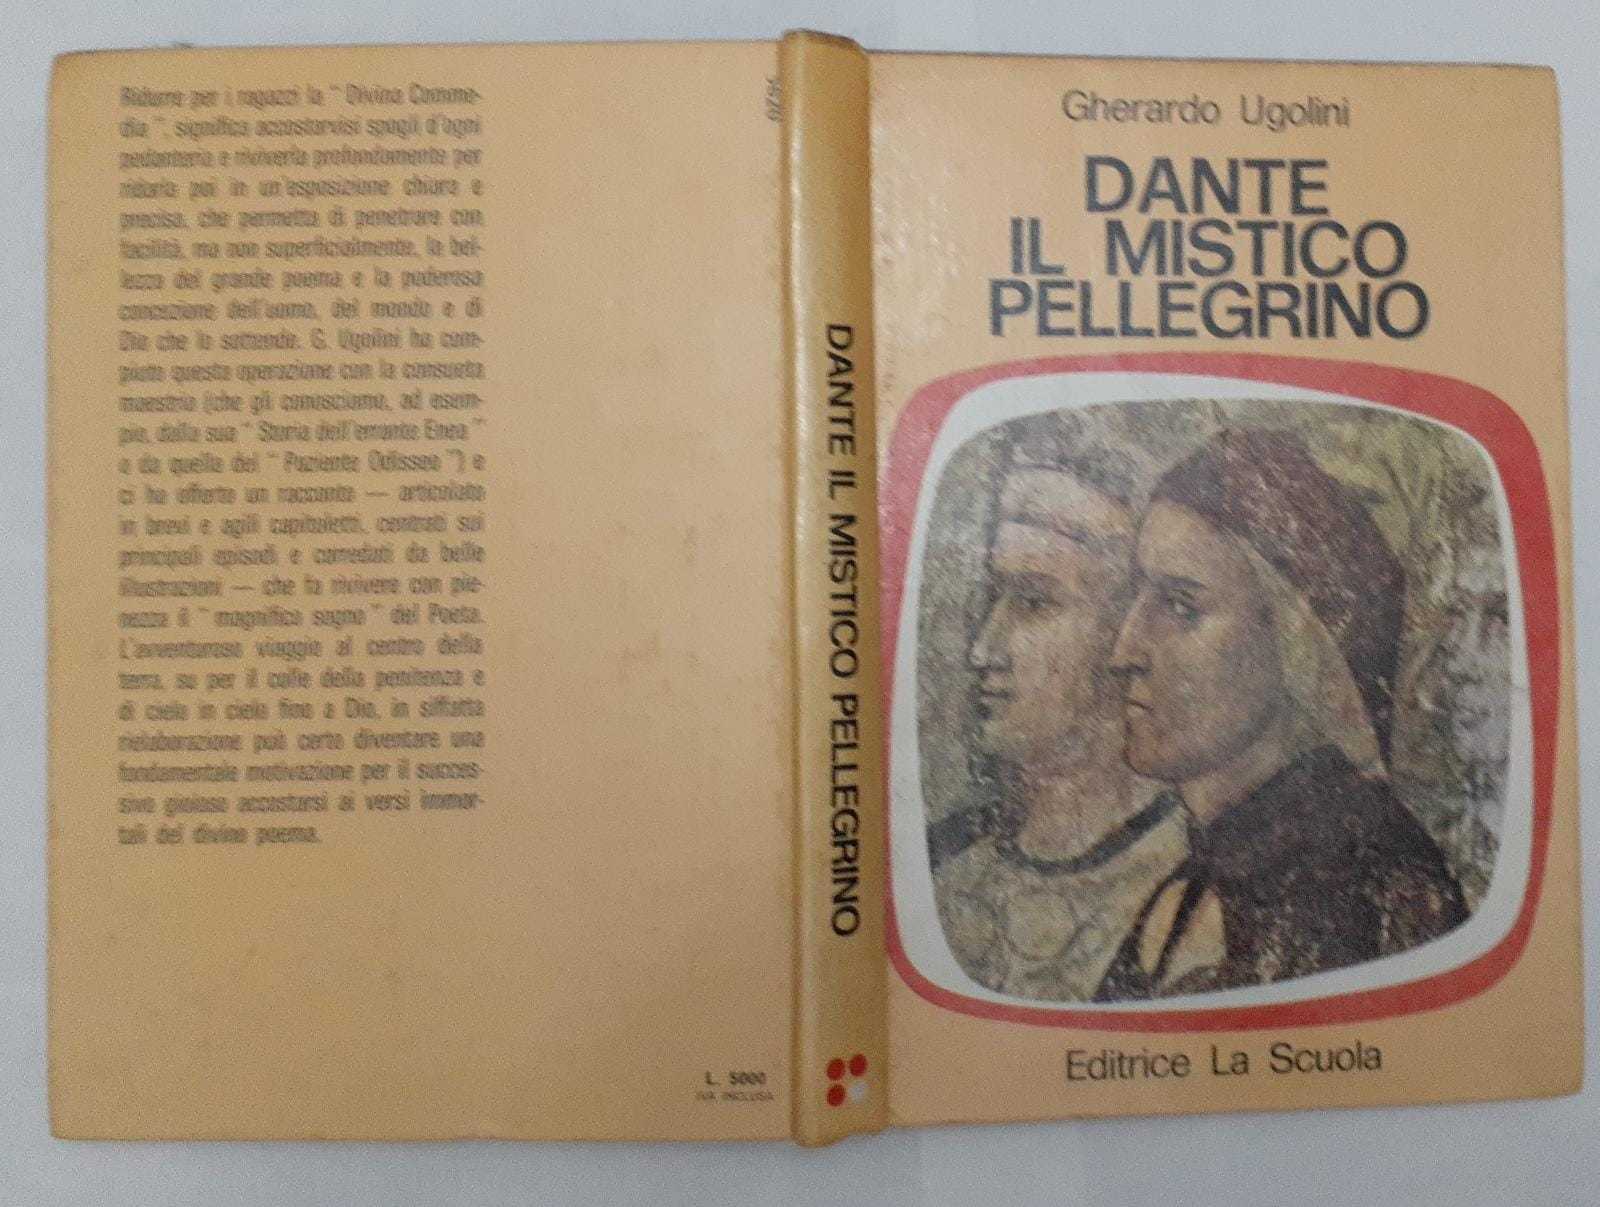 Ridurre per i ragazzi la " Divina Comme-
dia ", significa accostarvisi spogli d'ogni
pedanteria e riviverla profondamente per
ridarla poi in un'esposizione chiara e
precisa, che permetta di penetrare con
facilità, ma non superficialmente, la bel-
lezza del grande poema e la poderosa
concezione dell'uomo, del mondo e di
Dio che lo sottende. G. Ugolini ha com-
piuto questa operazione con la consueta
maestria (che gli conosciamo, ad esem-
pio, dalla sua " Storia dell'errante Enea "
o da quella del " Paziente Odisseo ") e
ci ha offerto un racconto — articolato
in brevi e agili capitoletti, centrati sui
principali episodi e corredati da belle
illustrazioni — che fa rivivere con pie-
nezza il " magnifico sogno " del Poeta.
L'avventuroso viaggio al centro della
terra, su per il colle della penitenza e
di cielo in cielo fino a Dio, in siffatta
rielaborazione può certo diventare una
fondamentale motivazione per il succes-
sivo gioioso accostarsi ai versi immor-
tali del divino poema.
L. 5000
IVA INCLUSA
DANTE IL MISTICO PELLEGRINO
Gherardo Ugolini
DANTE
IL MISTICO
PELLEGRINO
Editrice La Scuola